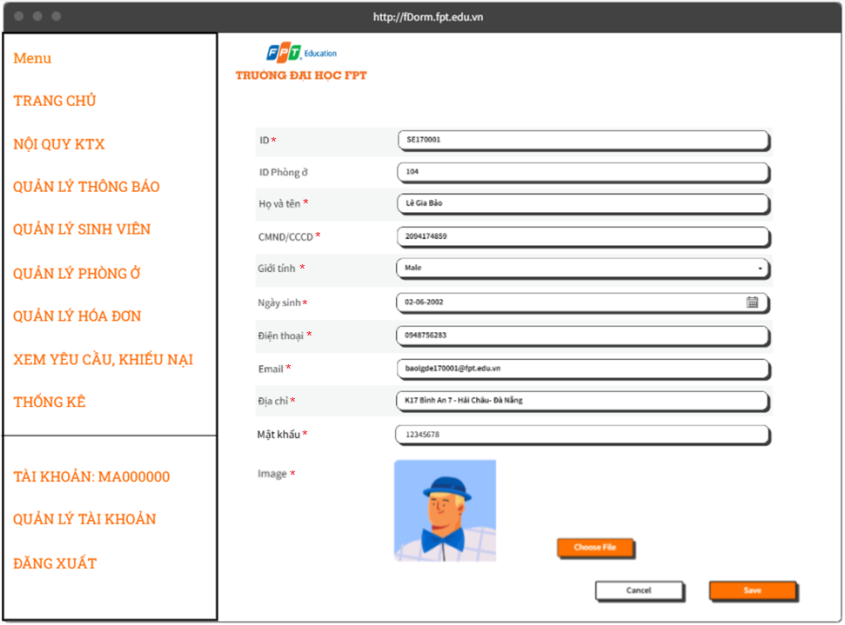 http://fDorm.fpt.edu.vn
Menu
TRANG CHỦ
NỘI QUY KTX
QUẢN LÝ THÔNG BÁO
QUẢN LÝ SINH VIÊN
QUẢN LÝ PHÒNG Ở
QUẢN LÝ HÓA ĐƠN
XEM YÊU CẦU, KHIẾU NẠI
THỐNG KÊ
TÀI KHOẢN: MA000000
QUẢN LÝ TÀI KHOẢN
ĐĂNG XUẤT
FPT Education
TRƯỜNG ĐẠI HỌC FPT
ID * SE170001
ID Phòng ở 104
Họ và tên * Lê Gia Bảo
CMND/CCCD * 2094174859
Giới tính * Male
Ngày sinh * 02-06-2002
Điện thoại * 0948756283
Email * baolgde170001@fpt.edu.vn
Địa chỉ * K17 Bình An 7 - Hải Châu- Đà Nẵng
Mật khẩu * 12345678
Image *
Choose File
Cancel Save